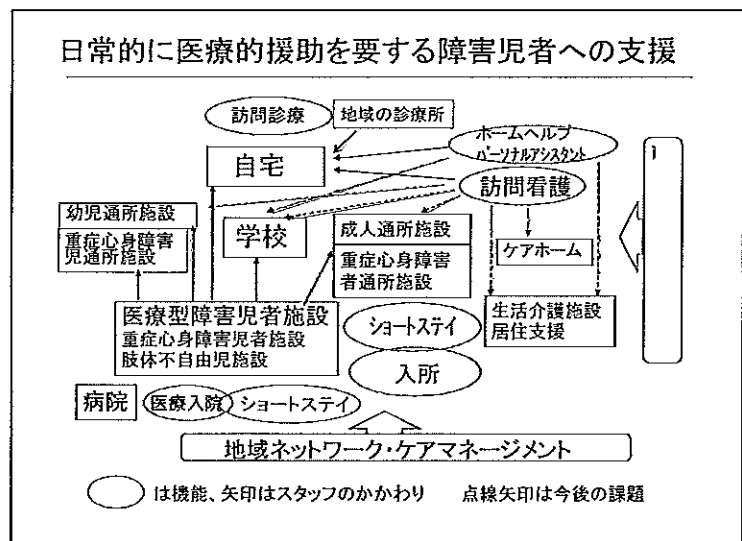 日常的に医療的援助を要する障害児者への支援
訪問診療
地域の診療所
ホームヘルプ
パーソナルアシスタント
自宅
訪問看護
幼児通所施設
重症心身障害
児通所施設
学校
成人通所施設
重症心身障害
者通所施設
ケアホーム
医療型障害児者施設
重症心身障害児者施設
肢体不自由児施設
ショートステイ
生活介護施設
居住支援
入所
病院
医療入院
ショートステイ
地域ネットワーク・ケアマネージメント
は機能、矢印はスタッフのかかわり 点線矢印は今後の課題